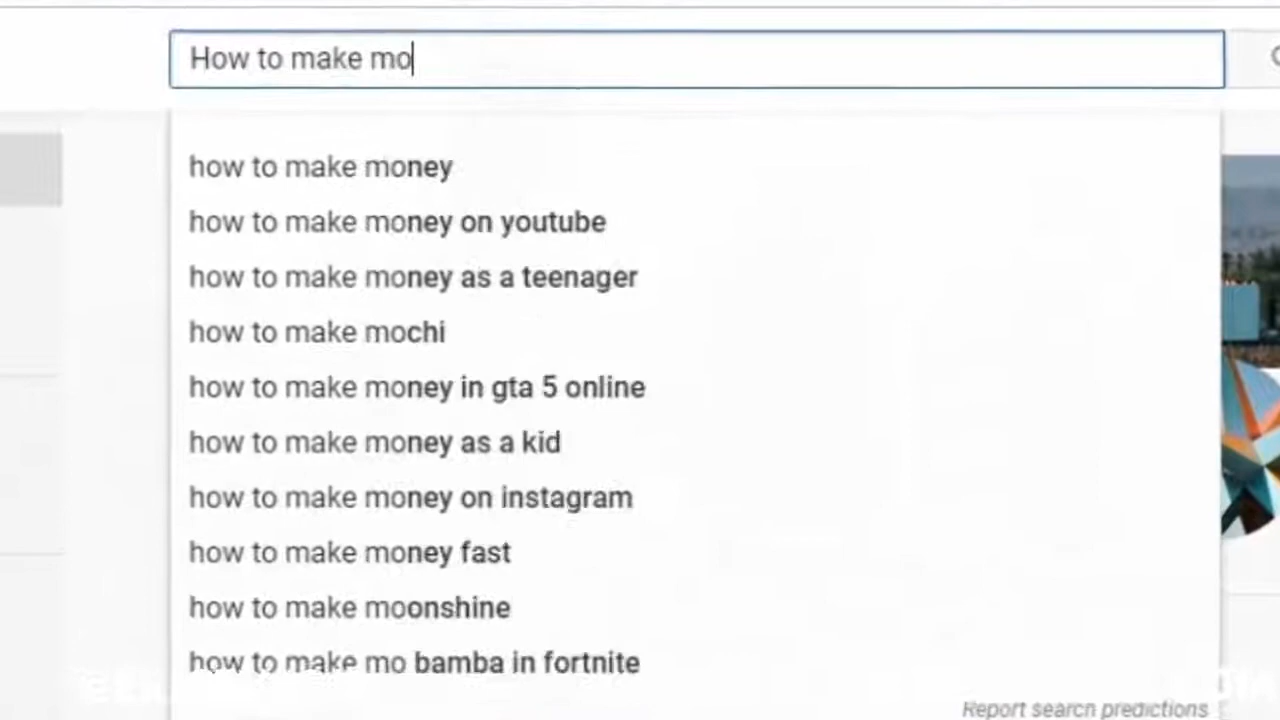 How to make mo
how to make money
how to make money on youtube
how to make money as a teenager
how to make mochi
how to make money in gta 5 online
how to make money as a kid
how to make money on instagram
how to make money fast
how to make moonshine
how to make mo bamba in fortnite
Report search predictions